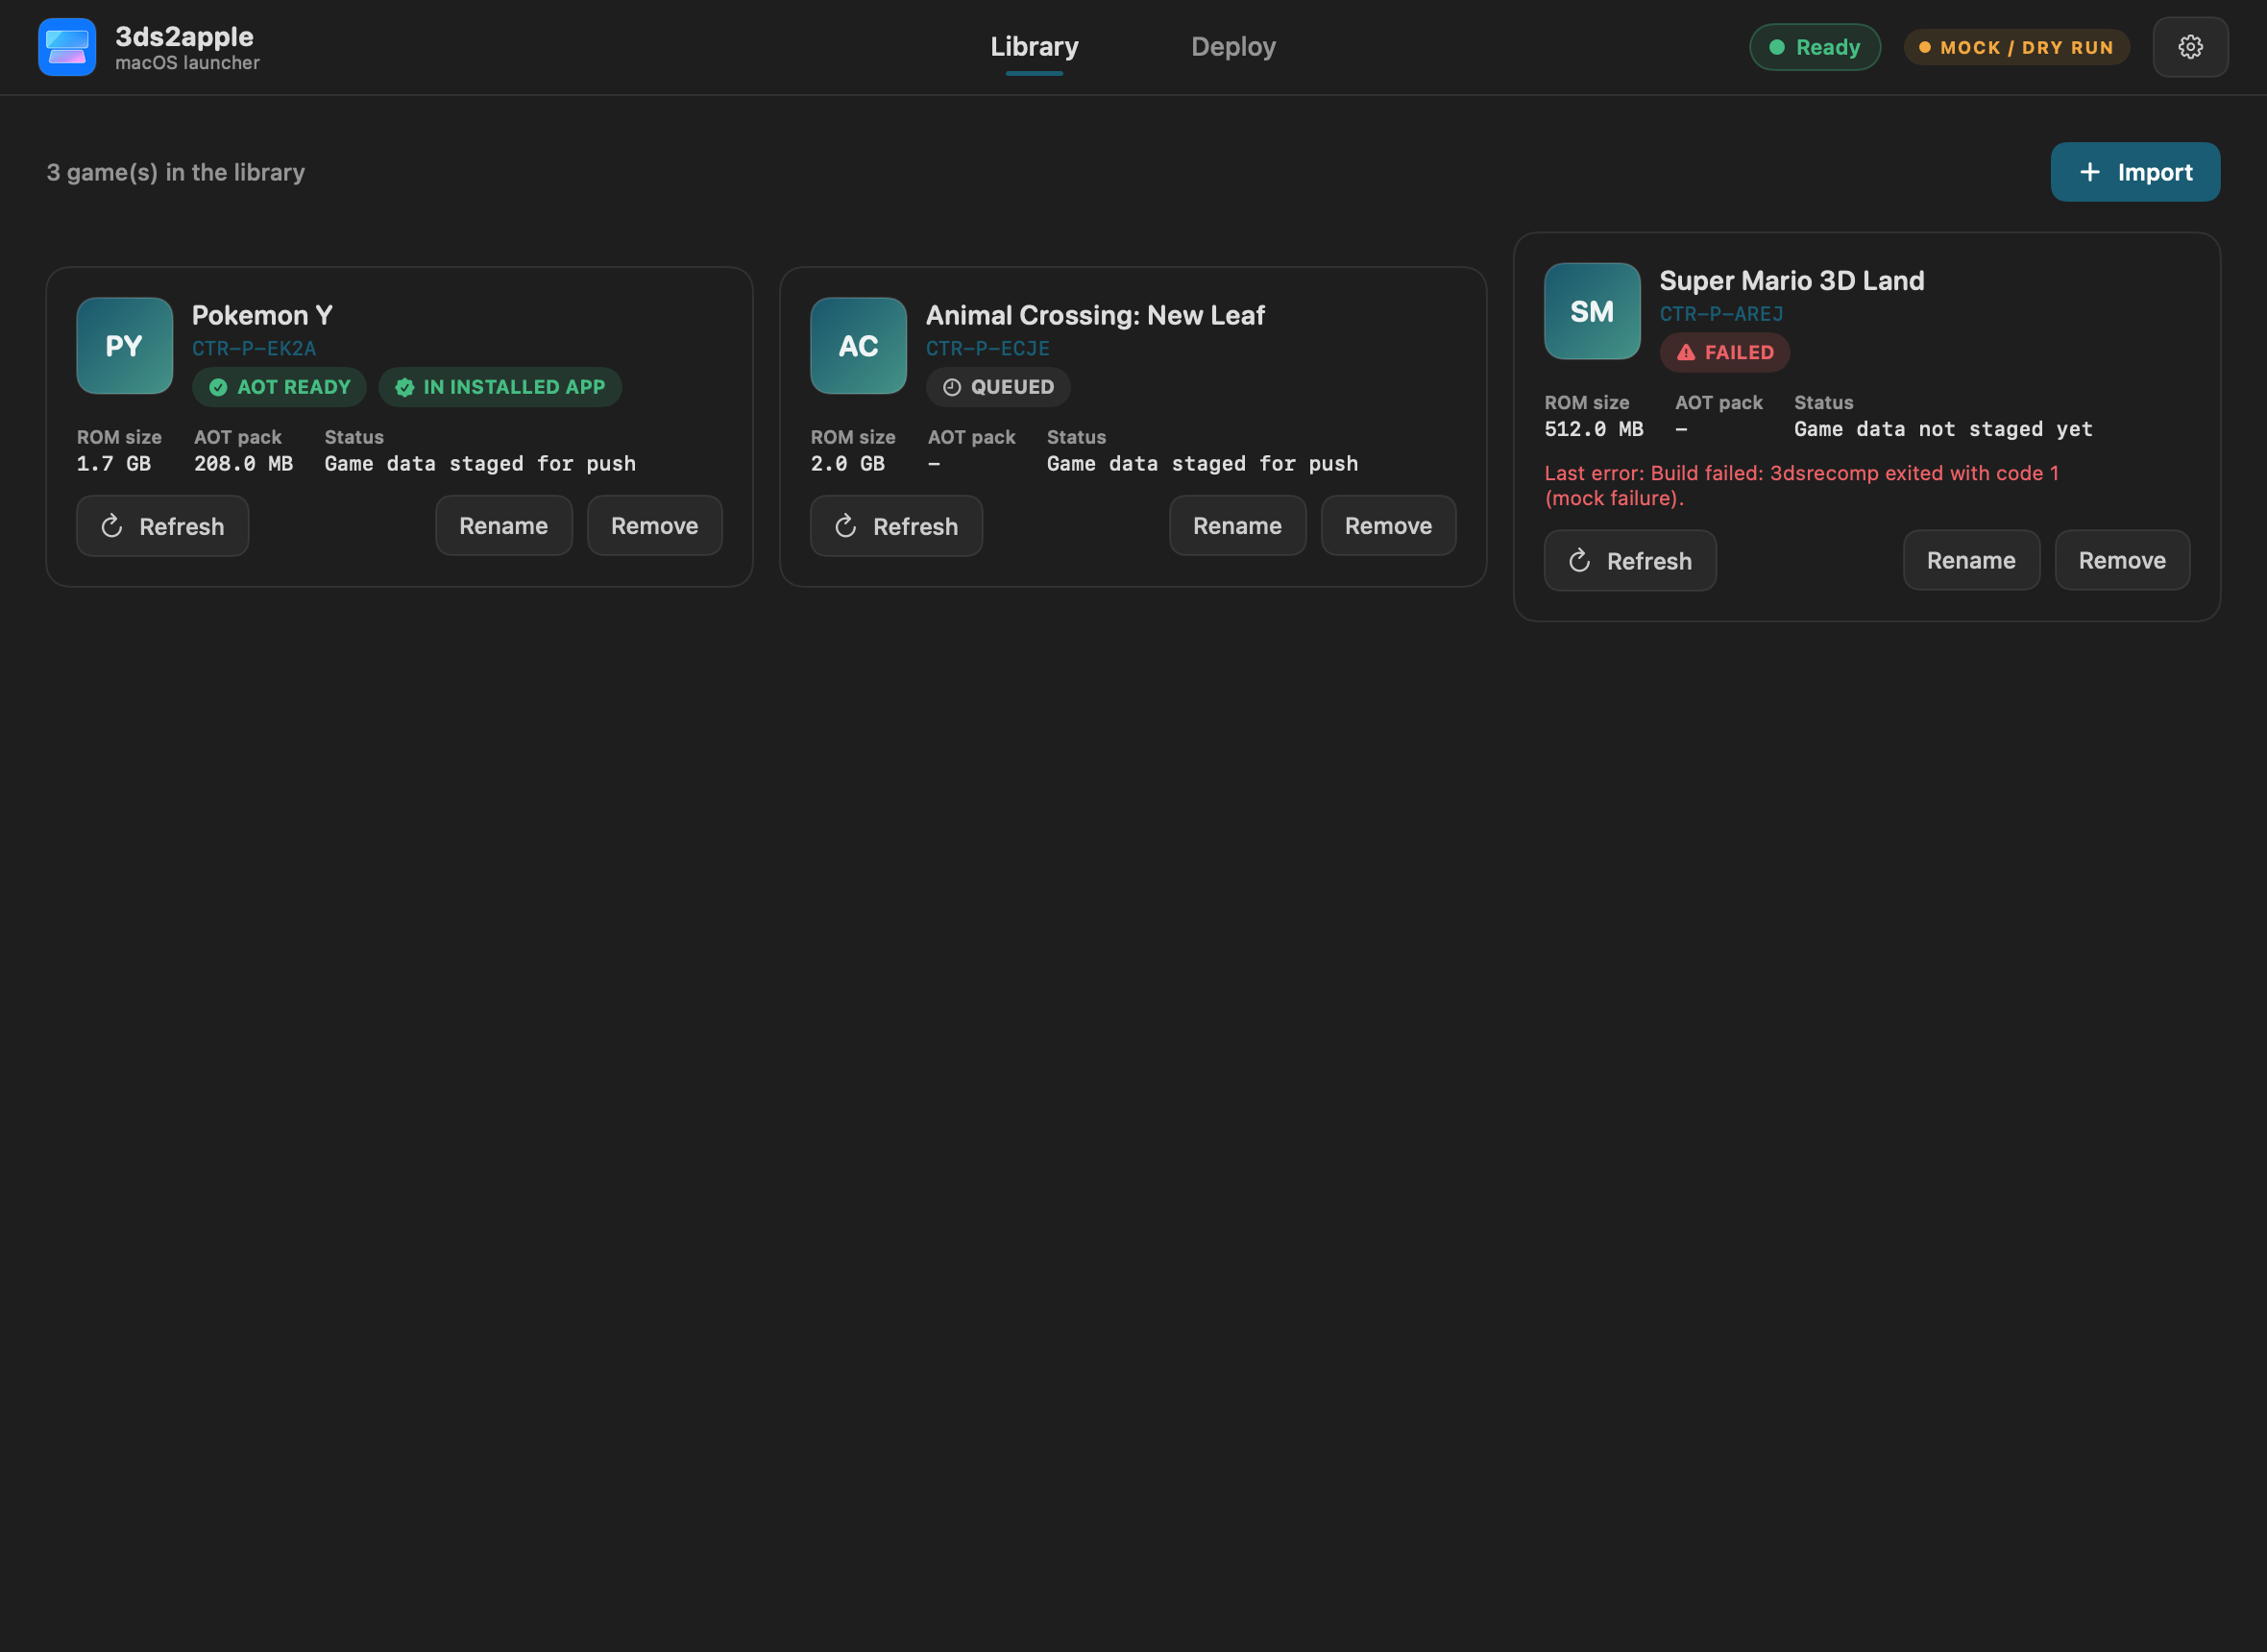 3ds2apple
macOS launcher
Library
Deploy
Ready
MOCK / DRY RUN
3 game(s) in the library
+ Import
PY
Pokemon Y
CTR-P-EK2A
AOT READY
IN INSTALLED APP
ROM size
AOT pack
Status
1.7 GB
208.0 MB
Game data staged for push
Refresh
Rename
Remove
AC
Animal Crossing: New Leaf
CTR-P-ECJE
QUEUED
ROM size
AOT pack
Status
2.0 GB
—
Game data staged for push
Refresh
Rename
Remove
SM
Super Mario 3D Land
CTR-P-AREJ
FAILED
ROM size
AOT pack
Status
512.0 MB
—
Game data not staged yet
Last error: Build failed: 3dsrecomp exited with code 1
(mock failure).
Refresh
Rename
Remove